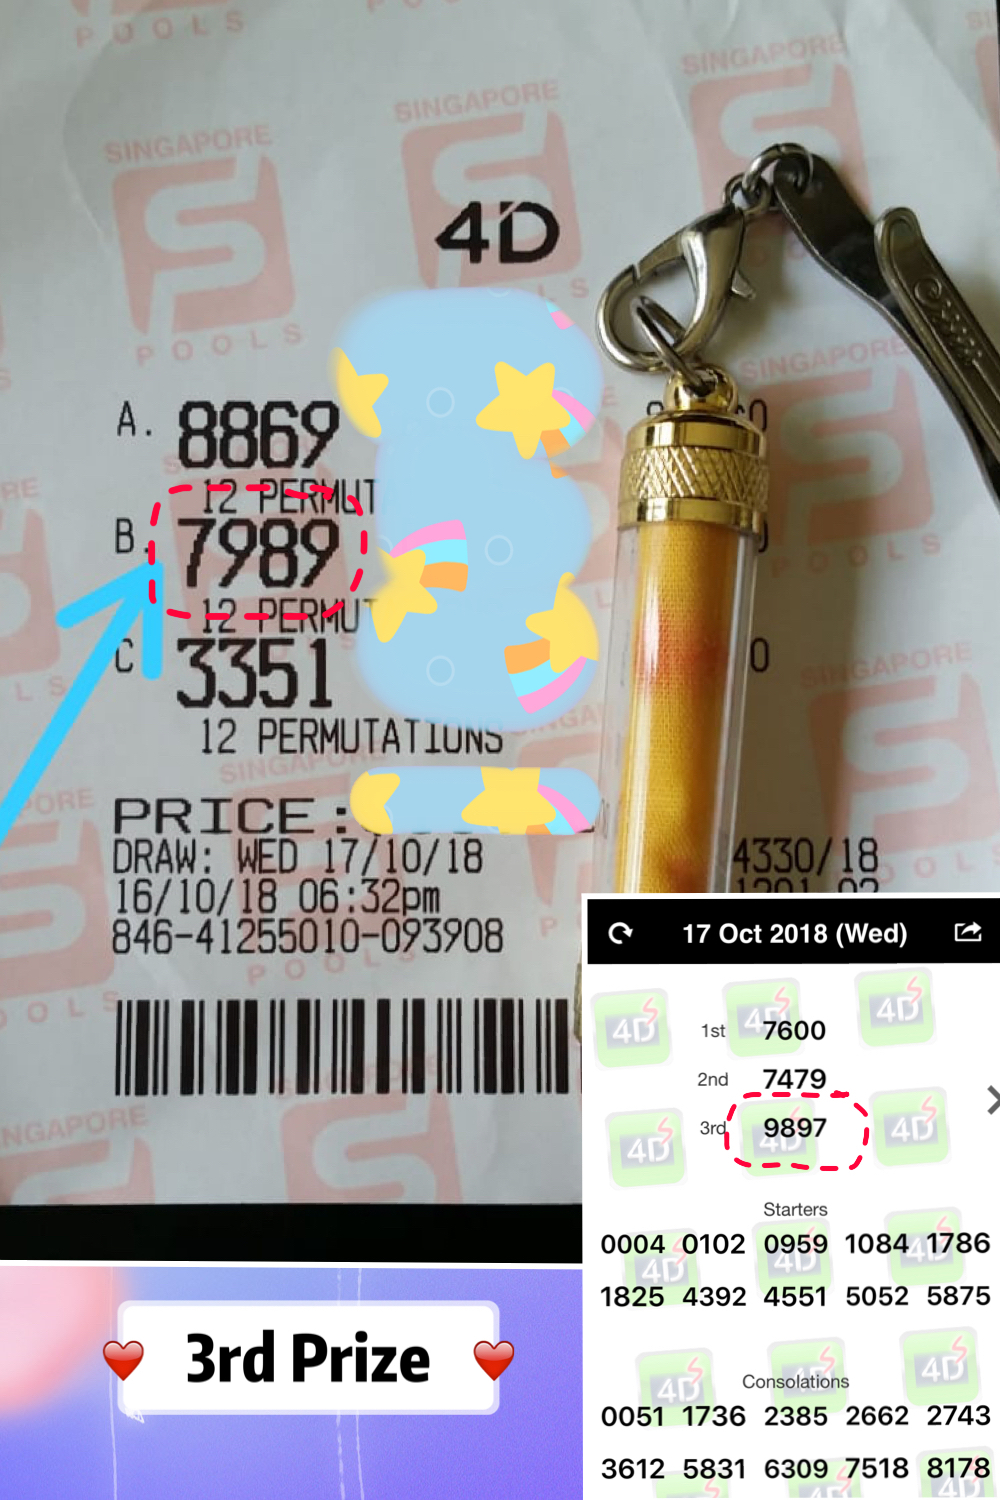 SINGAPORE
POOLS
4D
A. 8869
12 PERMUT
B. 7989
12 PERMUT
C 3351
12 PERMUTATIONS
PRICE:
DRAW: WED 17/10/18
4330/18
16/10/18 06:32pm
846-41255010-093908
17 Oct 2018 (Wed)
1st 7600
2nd 7479
3rd 9897
Starters
0004 0102 0959 1084 1786
1825 4392 4551 5052 5875
Consolations
0051 1736 2385 2662 2743
3612 5831 6309 7518 8178
3rd Prize